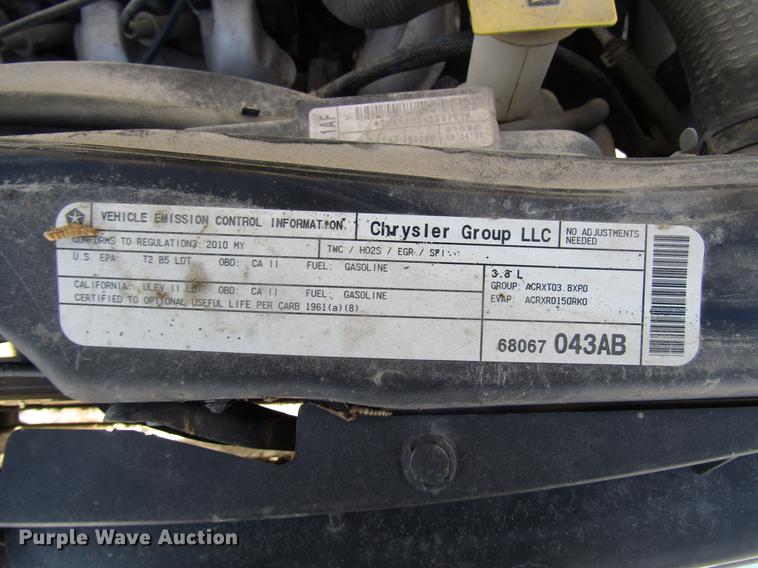 1AF
VEHICLE EMISSION CONTROL INFORMATION
Chrysler Group LLC
NO ADJUSTMENTS
NEEDED
CONFORMS TO REGULATIONS: 2010 MY
TWC / HO2S / EGR / SFI
U.S. EPA: T2 B5 LDT OBD: CA II FUEL: GASOLINE
CALIFORNIA: ULEV II LDT OBD: CA II FUEL: GASOLINE
CERTIFIED TO OPTIONAL USEFUL LIFE PER CARB 1961(a)(8).
3.8 L
GROUP: ACRXT03.8XP0
EVAP: ACRXR0150RK0
68067 043AB
Purple Wave Auction